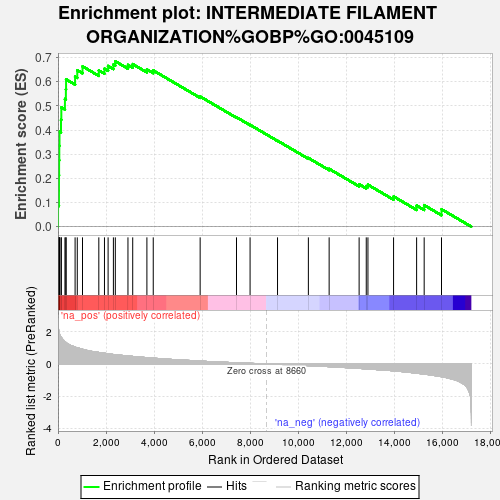 Enrichment plot: INTERMEDIATE FILAMENT
ORGANIZATION%GOBP%GO:0045109
Enrichment score (ES)
0.7
0.6
0.5
0.4
0.3
0.2
0.1
0.0
'na_pos' (positively correlated)
Ranked list metric (PreRanked)
2
0
-2
-4
Zero cross at 8660
'na_neg' (negatively correlated)
0 2,000 4,000 6,000 8,000 10,000 12,000 14,000 16,000 18,000
Rank in Ordered Dataset
Enrichment profile Hits Ranking metric scores